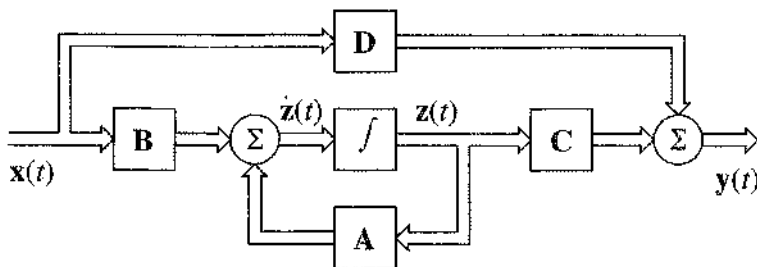 D
ż(t) z(t)
B Σ ∫ C Σ
x(t) y(t)
A